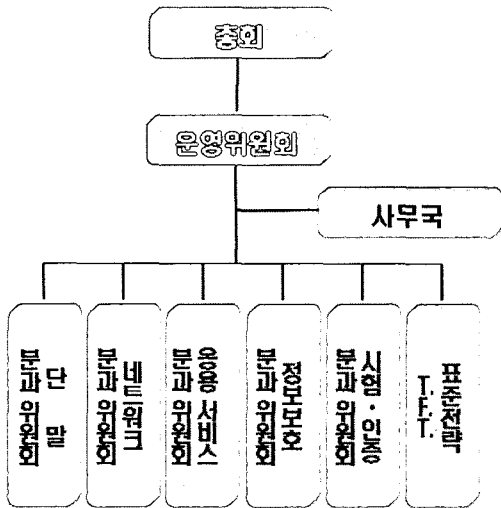 총회
운영위원회
사무국
단말
분과 위원회
네트워크
분과 위원회
응용 서비스
분과 위원회
정보보호
분과 위원회
시험·인증
분과 위원회
표준전략
T.F.T.